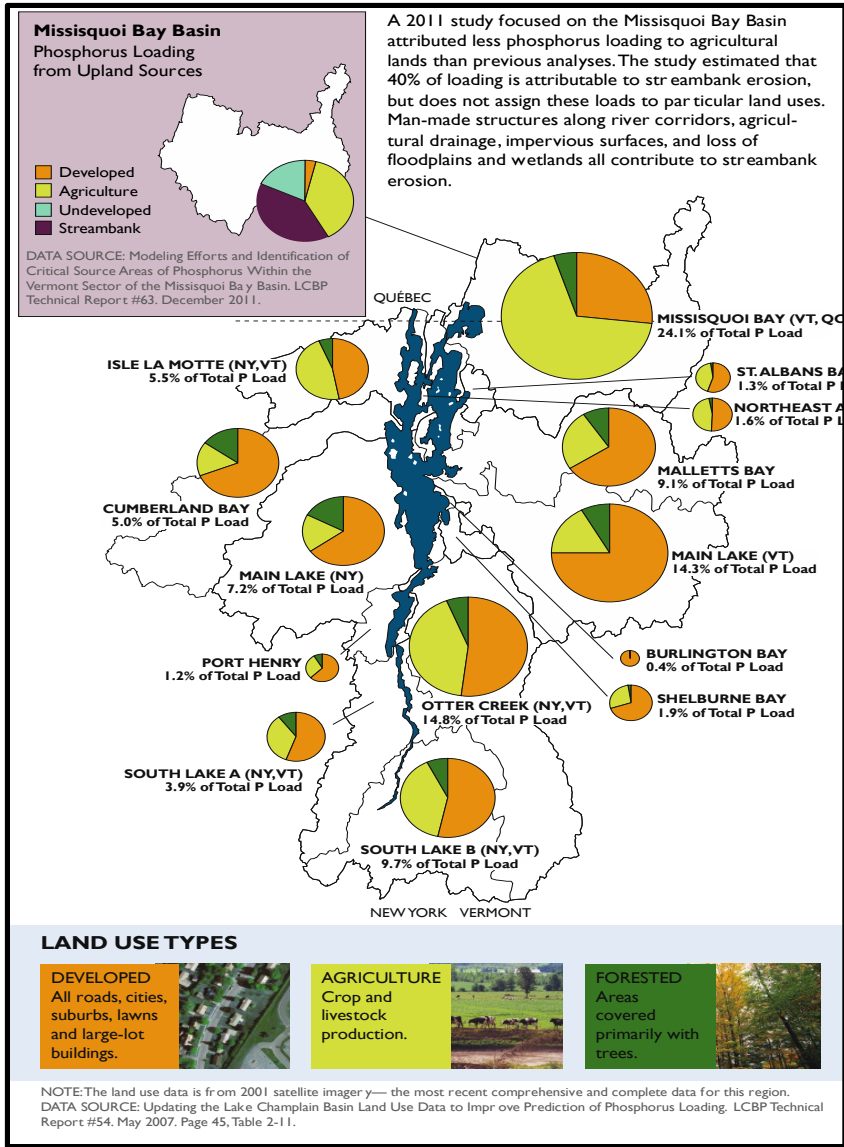 Missisquoi Bay Basin
Phosphorus Loading
from Upland Sources
Developed
Agriculture
Undeveloped
Streambank
DATA SOURCE: Modeling Efforts and Identification of
Critical Source Areas of Phosphorus Within the
Vermont Sector of the Missisquoi Bay Basin. LCBP
Technical Report #63. December 2011.
A 2011 study focused on the Missisquoi Bay Basin
attributed less phosphorus loading to agricultural
lands than previous analyses. The study estimated that
40% of loading is attributable to streambank erosion,
but does not assign these loads to particular land uses.
Man-made structures along river corridors, agricul-
tural drainage, impervious surfaces, and loss of
floodplains and wetlands all contribute to streambank
erosion.
QUÉBEC
MISSISQUOI BAY (VT, QC
24.1% of Total P Load
ISLE LA MOTTE (NY,VT)
5.5% of Total P Load
ST. ALBANS BA
1.3% of Total P
NORTHEAST A
1.6% of Total P L
MALLETTS BAY
9.1% of Total P Load
CUMBERLAND BAY
5.0% of Total P Load
MAIN LAKE (VT)
14.3% of Total P Load
MAIN LAKE (NY)
7.2% of Total P Load
BURLINGTON BAY
0.4% of Total P Load
PORT HENRY
1.2% of Total P Load
SHELBURNE BAY
1.9% of Total P Load
OTTER CREEK (NY,VT)
14.8% of Total P Load
SOUTH LAKE A (NY,VT)
3.9% of Total P Load
SOUTH LAKE B (NY,VT)
9.7% of Total P Load
NEW YORK VERMONT
LAND USE TYPES
DEVELOPED
All roads, cities,
suburbs, lawns
and large-lot
buildings.
AGRICULTURE
Crop and
livestock
production.
FORESTED
Areas
covered
primarily with
trees.
NOTE: The land use data is from 2001 satellite imagery— the most recent comprehensive and complete data for this region.
DATA SOURCE: Updating the Lake Champlain Basin Land Use Data to Improve Prediction of Phosphorus Loading. LCBP Technical
Report #54. May 2007. Page 45, Table 2-11.